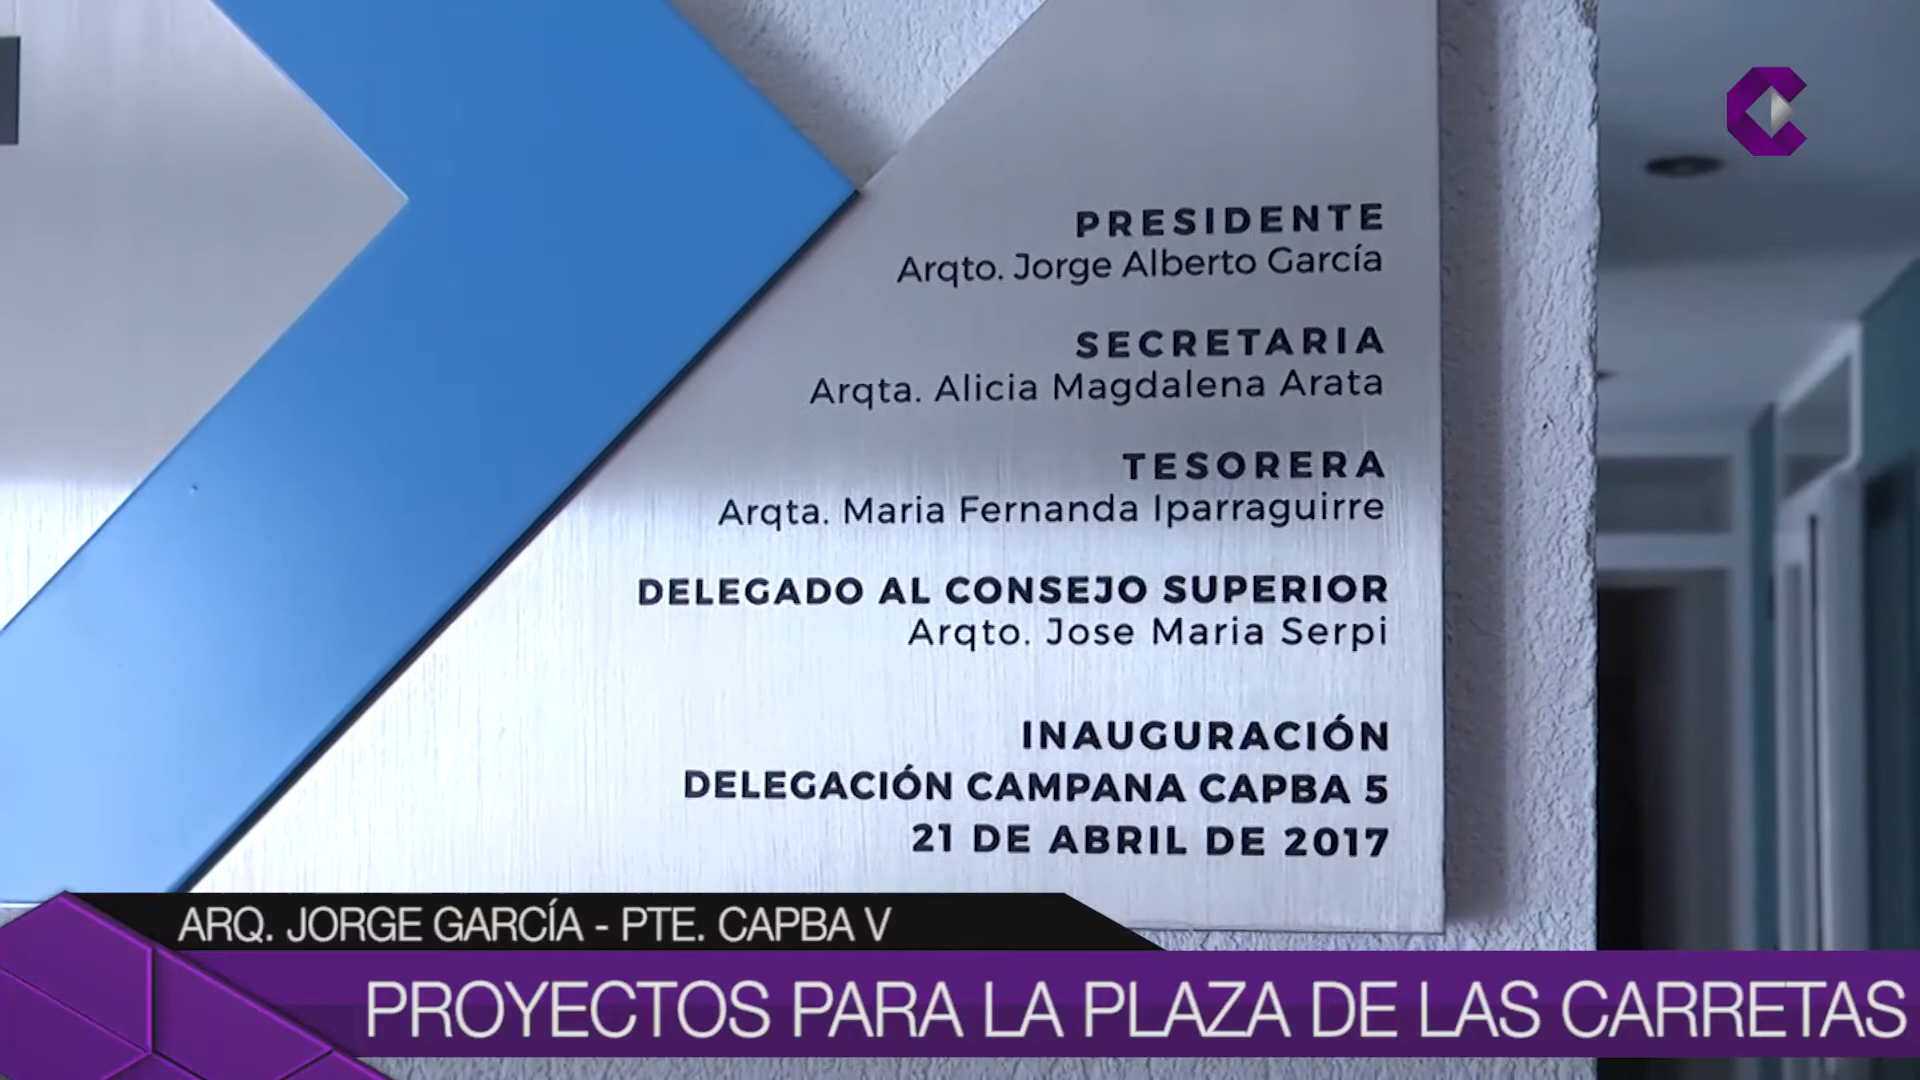 PRESIDENTE
Arqto. Jorge Alberto García
SECRETARIA
Arqta. Alicia Magdalena Arata
TESORERA
Arqta. Maria Fernanda Iparraguirre
DELEGADO AL CONSEJO SUPERIOR
Arqto. Jose Maria Serpi
INAUGURACIÓN
DELEGACIÓN CAMPANA CAPBA 5
21 DE ABRIL DE 2017
ARQ. JORGE GARCÍA - PTE. CAPBA V
PROYECTOS PARA LA PLAZA DE LAS CARRETAS